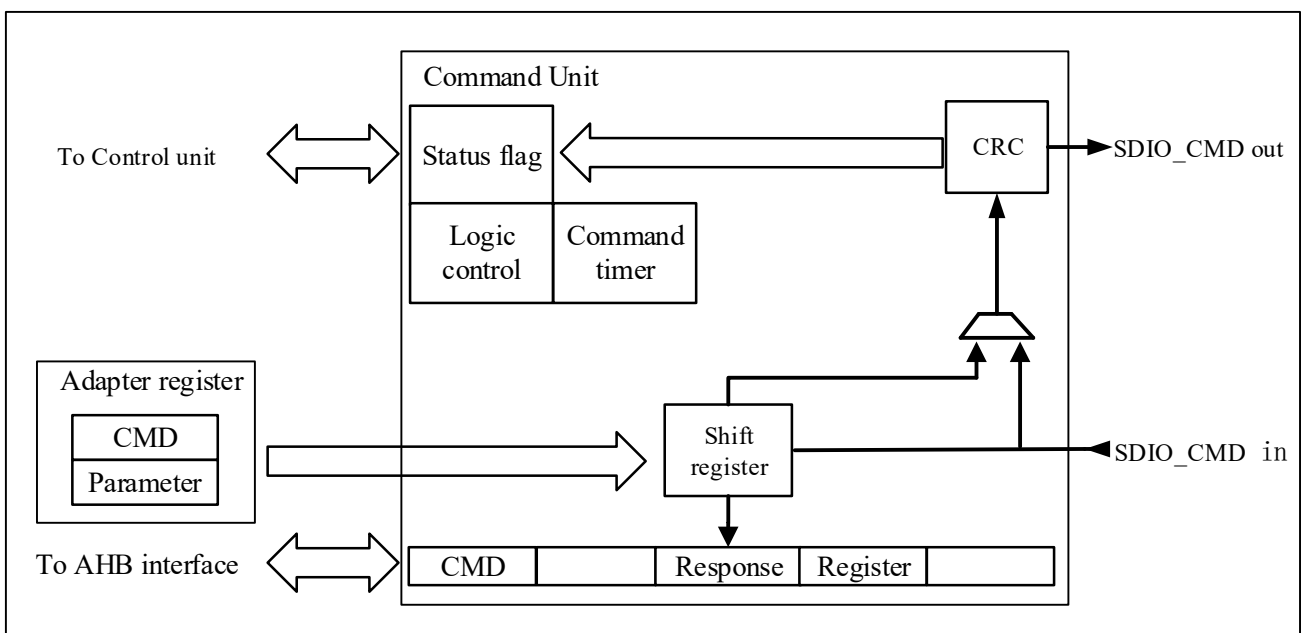 Command Unit
To Control unit
Status flag
CRC
SDIO_CMD out
Logic
control
Command
timer
Adapter register
CMD
Parameter
Shift
register
SDIO_CMD in
To AHB interface
CMD
Response
Register